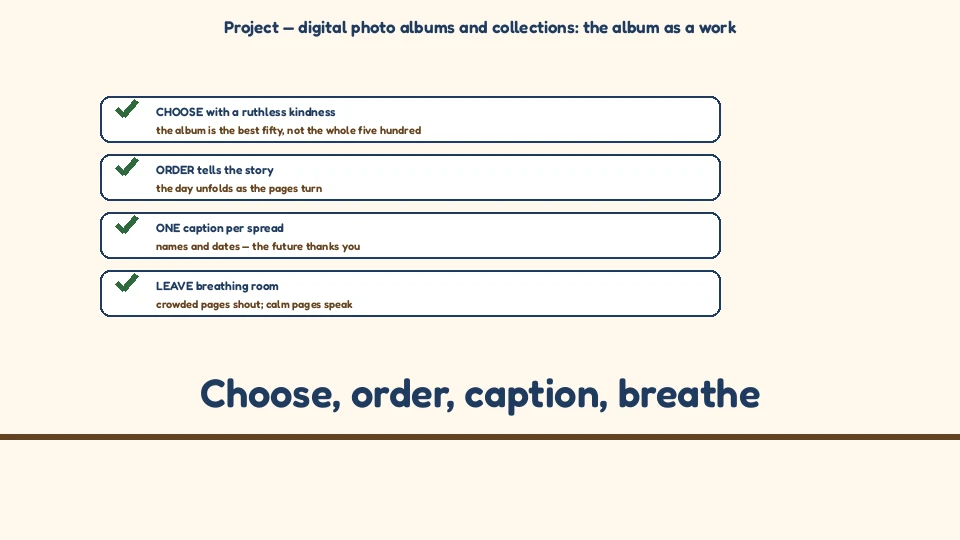 Project — digital photo albums and collections: the album as a work
CHOOSE with a ruthless kindness
the album is the best fifty, not the whole five hundred
ORDER tells the story
the day unfolds as the pages turn
ONE caption per spread
names and dates — the future thanks you
LEAVE breathing room
crowded pages shout; calm pages speak
Choose, order, caption, breathe